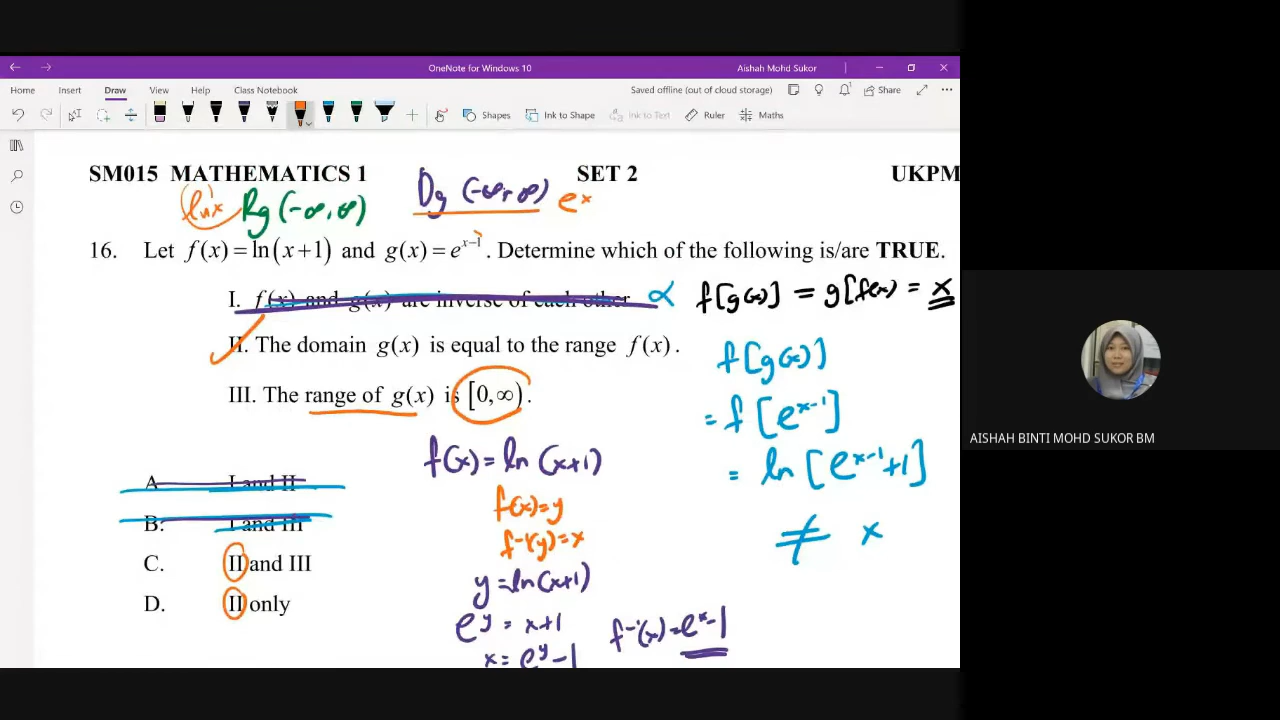 OneNote for Windows 10
Aishah Mohd Sukor
Home Insert Draw View Help Class Notebook
Saved offline (out of cloud storage)
Share
Shapes Ink to Shape Ink to Text Ruler Maths
SM015 MATHEMATICS 1 SET 2 UKPM
ln x Rg (-∞, ∞) Dg (-∞, ∞) e^x
16. Let f(x) = ln(x+1) and g(x) = e^{x-1}. Determine which of the following is/are TRUE.
I. f(x) and g(x) are inverse of each other
f[g(x)] = g[f(x)] = x
II. The domain g(x) is equal to the range f(x).
f[g(x)]
III. The range of g(x) is [0,∞).
= f[e^{x-1}]
f(x) = ln (x+1)
= ln [e^{x-1}+1]
A I and II
f(x)=y
B. I and III
≠ x
f⁻¹(y)=x
C. II and III
y = ln(x+1)
D. II only
e^y = x+1
f⁻¹(x) = e^x-1
x = e^y -1
AISHAH BINTI MOHD SUKOR BM